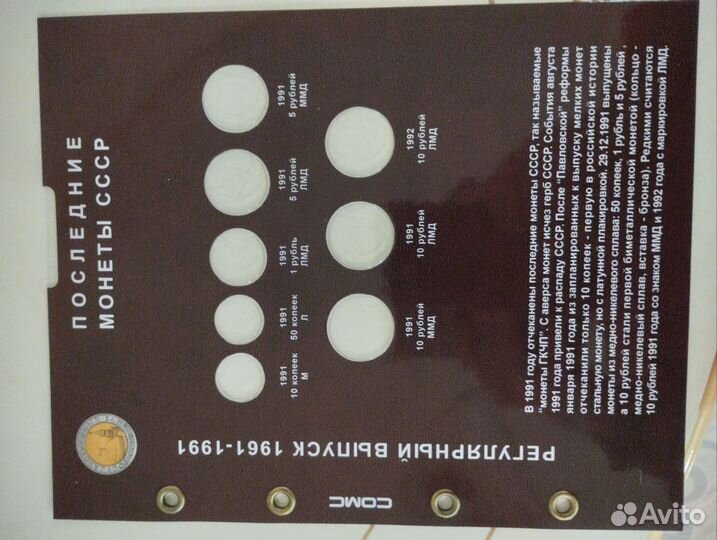 ПОСЛЕДНИЕ
МОНЕТЫ СССР
1991
10 копеек
М
1991
50 копеек
Л
1991
1 рубль
ЛМД
1991
5 рублей
ЛМД
1991
5 рублей
ММД
1991
10 рублей
ММД
1991
10 рублей
ЛМД
1992
10 рублей
ЛМД
В 1991 году отчеканены последние монеты СССР, так называемые
"монеты ГКЧП". С аверса монет исчез герб СССР. События августа
1991 года привели к распаду СССР. После "Павловской" реформы
января 1991 года из запланированных к выпуску мелких монет
отчеканили только 10 копеек - первую в российской истории
стальную монету, но с латунной плакировкой. 29.12.1991 выпущены
монеты из медно-никелевого сплава: 50 копеек, 1 рубль и 5 рублей ,
а 10 рублей стали первой биметаллической монетой (кольцо -
медно-никелевый сплав, вставка - бронза). Редкими считаются
10 рублей 1991 года со знаком ММД и 1992 года с маркировкой ЛМД.
РЕГУЛЯРНЫЙ ВЫПУСК 1961-1991
СОМС
Avito